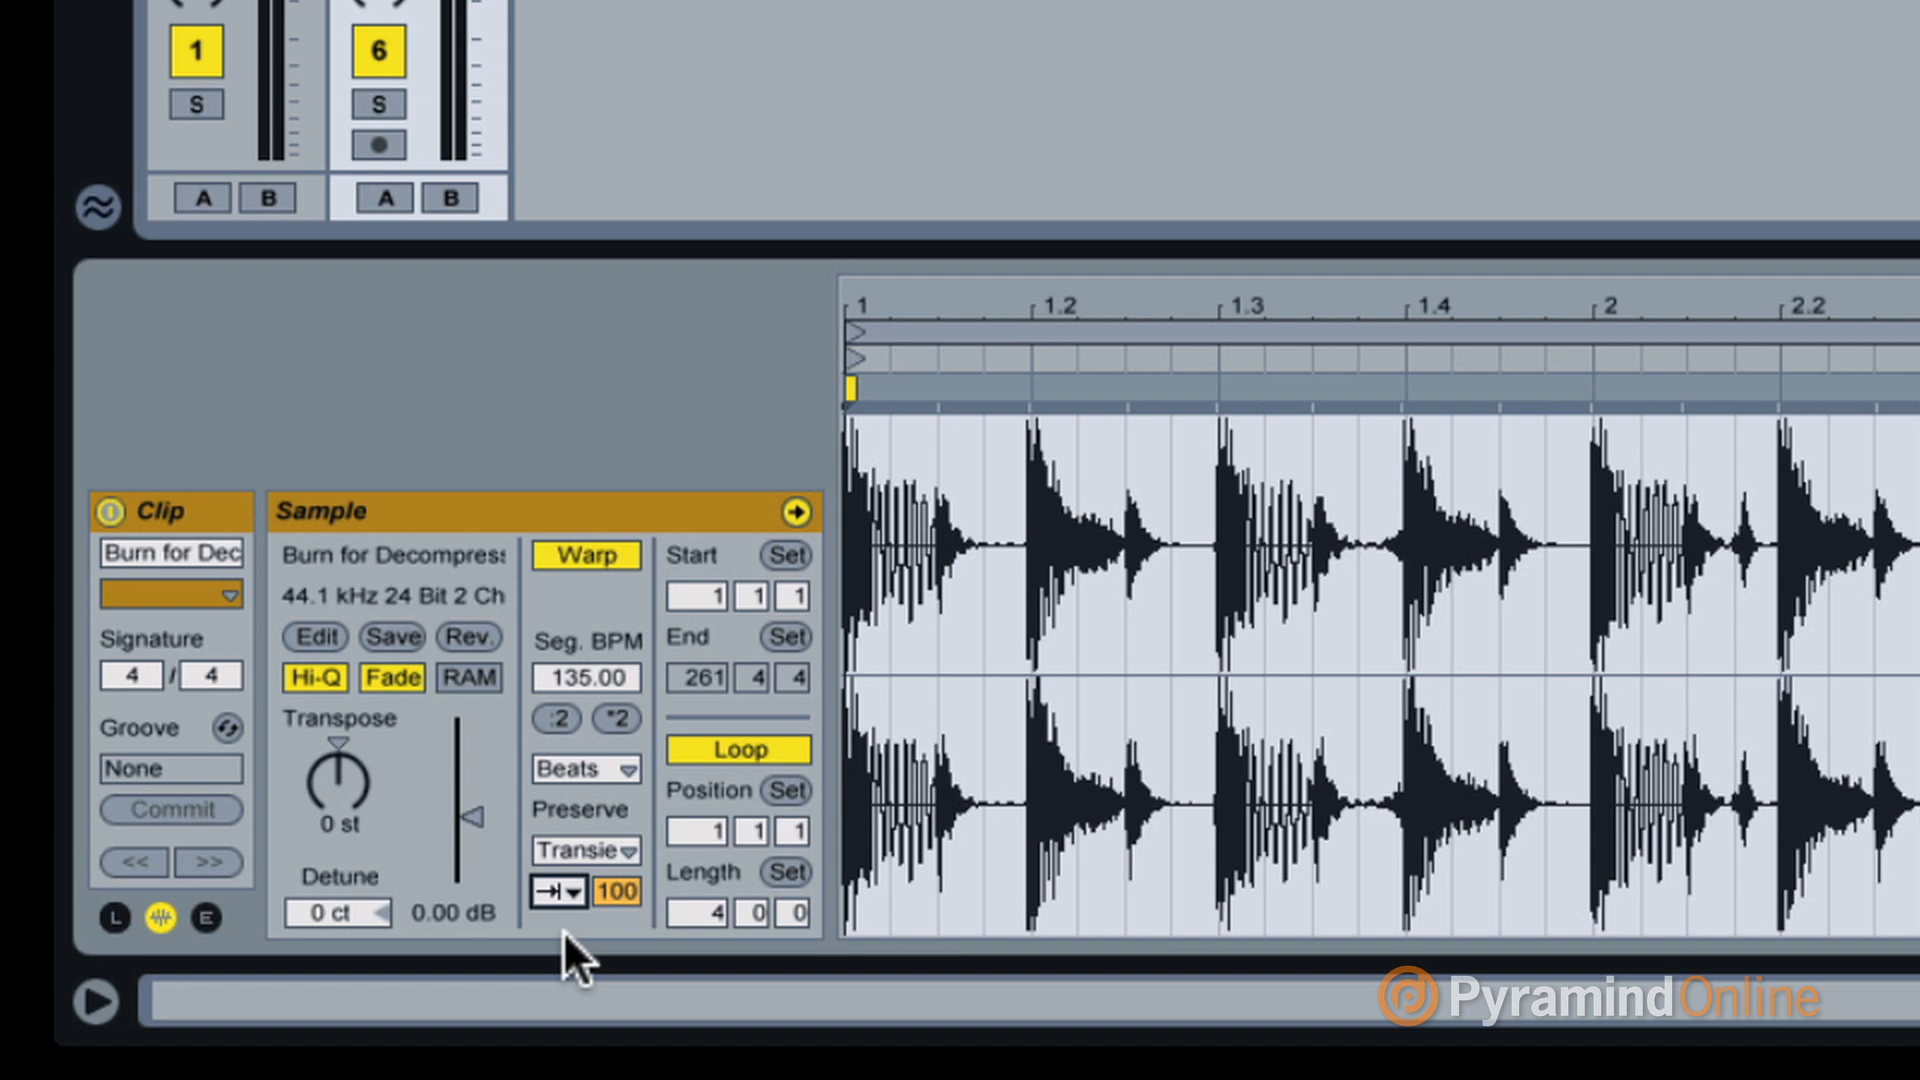 1 6
S S
A B A B
1 1.2 1.3 1.4 2 2.2
Clip
Burn for Dec
Signature
4 / 4
Groove
None
Commit
<< >>
L E
Sample
Burn for Decompress
44.1 kHz 24 Bit 2 Ch
Edit Save Rev.
Hi-Q Fade RAM
Transpose
0 st
Detune
0 ct 0.00 dB
Warp
Seg. BPM
135.00
:2 *2
Beats
Preserve
Transie
100
Start Set
1 1 1
End Set
261 4 4
Loop
Position Set
1 1 1
Length Set
4 0 0
PyramindOnline